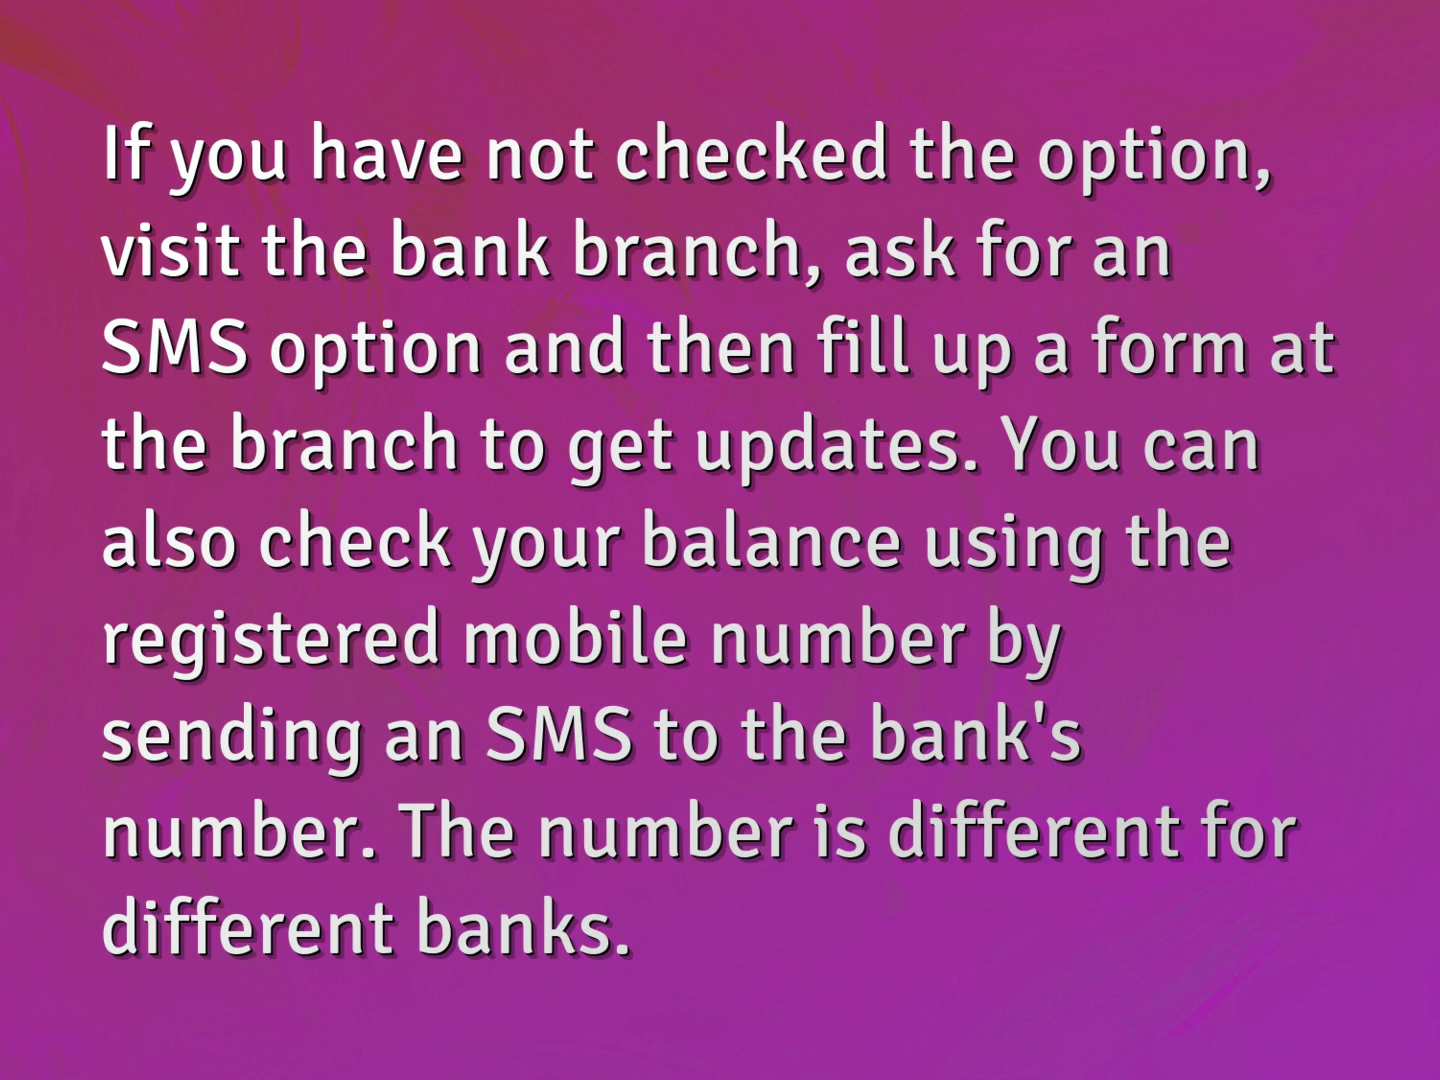 If you have not checked the option,
visit the bank branch, ask for an
SMS option and then fill up a form at
the branch to get updates. You can
also check your balance using the
registered mobile number by
sending an SMS to the bank's
number. The number is different for
different banks.